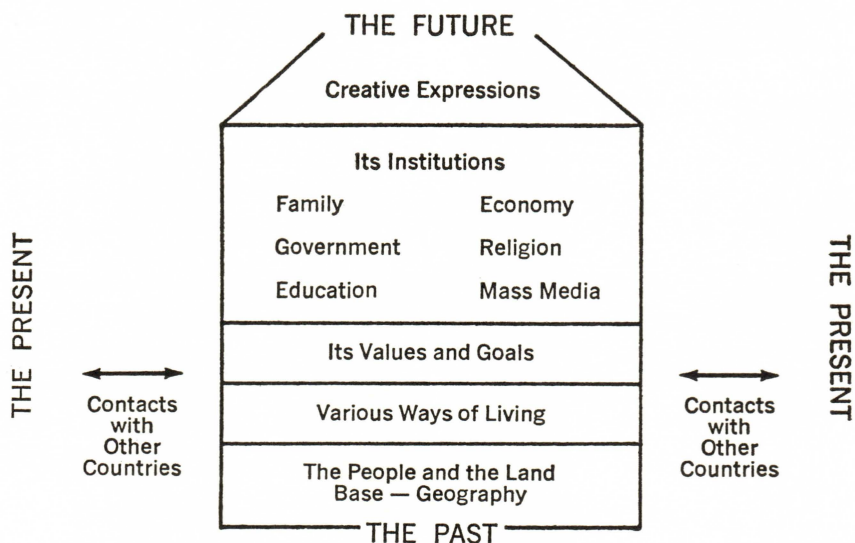 THE FUTURE
Creative Expressions
Its Institutions
Family Economy
Government Religion
Education Mass Media
THE PRESENT
THE PRESENT
Its Values and Goals
Various Ways of Living
Contacts
with
Other
Countries
Contacts
with
Other
Countries
The People and the Land
Base — Geography
THE PAST